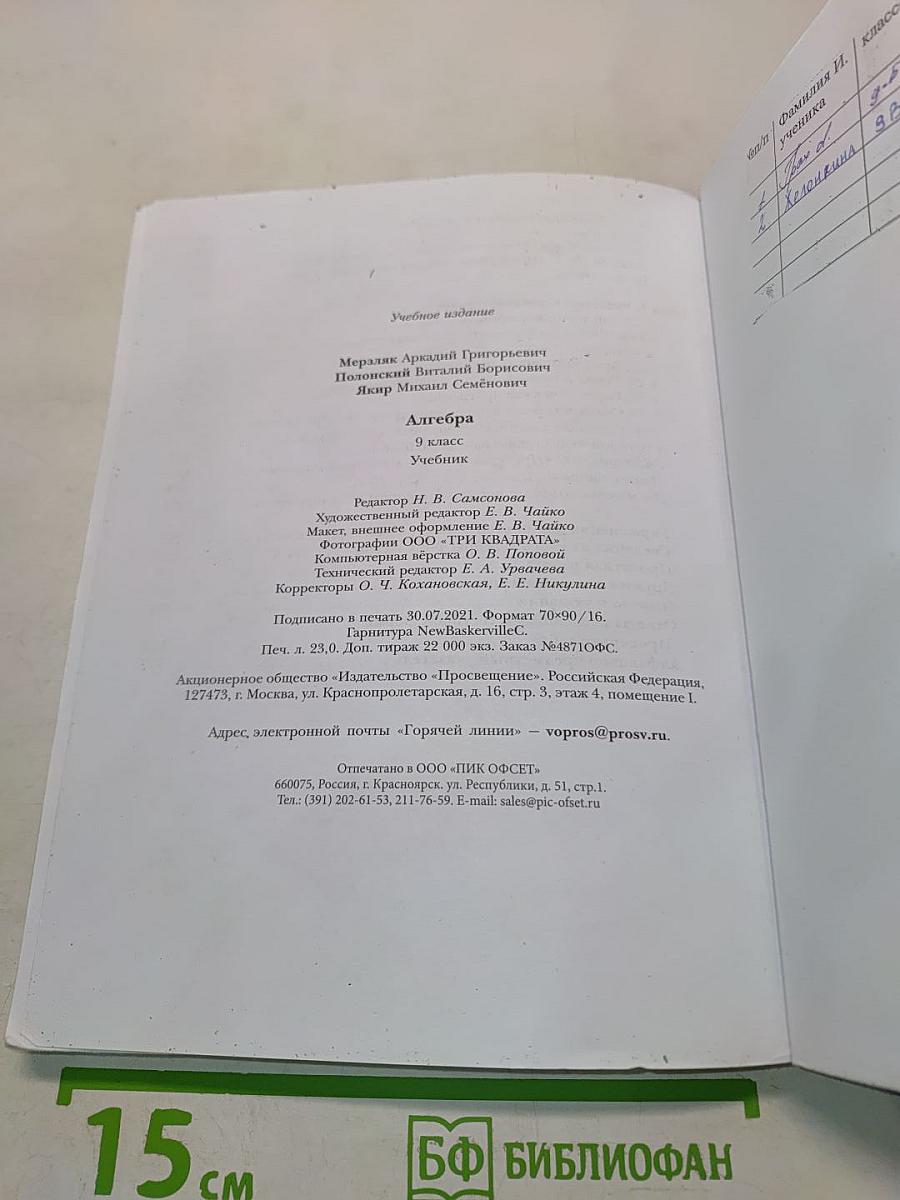 Учебное издание
Мерзляк Аркадий Григорьевич
Полонский Виталий Борисович
Якир Михаил Семёнович
Алгебра
9 класс
Учебник
Редактор Н. В. Самсонова
Художественный редактор Е. В. Чайко
Макет, внешнее оформление Е. В. Чайко
Фотографии ООО «ТРИ КВАДРАТА»
Компьютерная вёрстка О. В. Поповой
Технический редактор Е. А. Урвачева
Корректоры О. Ч. Кохановская, Е. Е. Никулина
Подписано в печать 30.07.2021. Формат 70×90/16.
Гарнитура NewBaskervilleC.
Печ. л. 23,0. Доп. тираж 22 000 экз. Заказ №4871ОФС.
Акционерное общество «Издательство «Просвещение». Российская Федерация,
127473, г. Москва, ул. Краснопролетарская, д. 16, стр. 3, этаж 4, помещение I.
Адрес, электронной почты «Горячей линии» — vopros@prosv.ru.
Отпечатано в ООО «ПИК ОФСЕТ»
660075, Россия, г. Красноярск. ул. Республики, д. 51, стр.1.
Тел.: (391) 202-61-53, 211-76-59. E-mail: sales@pic-ofset.ru
№п/п Фамилия И. ученика класс
1
2 9В
15 см
БФ БИБЛИОФАН